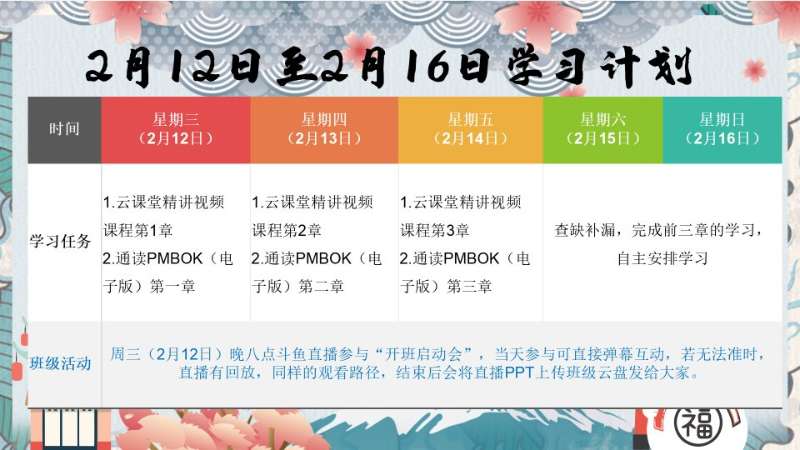 2月12日至2月16日学习计划
时间
星期三
（2月12日）
星期四
（2月13日）
星期五
（2月14日）
星期六
（2月15日）
星期日
（2月16日）
学习任务
1.云课堂精讲视频
课程第1章
2.通读PMBOK（电
子版）第一章
1.云课堂精讲视频
课程第2章
2.通读PMBOK（电
子版）第二章
1.云课堂精讲视频
课程第3章
2.通读PMBOK（电
子版）第三章
查缺补漏，完成前三章的学习，
自主安排学习
班级活动
周三（2月12日）晚八点斗鱼直播参与“开班启动会”，当天参与可直接弹幕互动，若无法准时，
直播有回放，同样的观看路径，结束后会将直播PPT上传班级云盘发给大家。
福